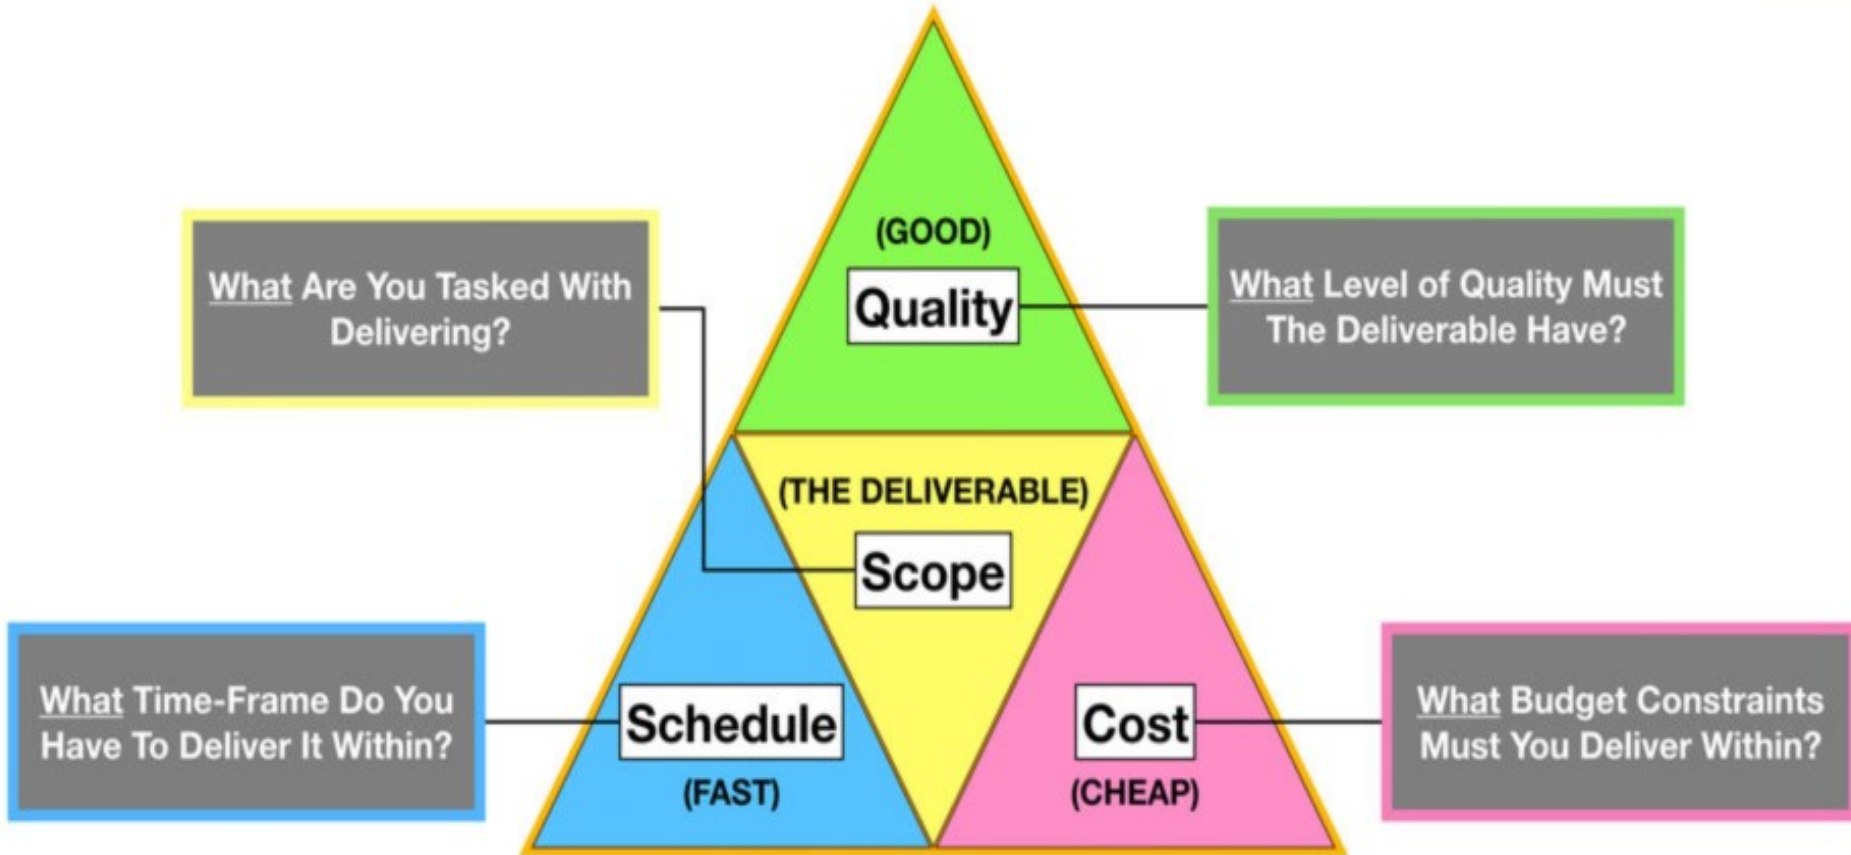 (GOOD)
Quality
What Are You Tasked With
Delivering?
What Level of Quality Must
The Deliverable Have?
(THE DELIVERABLE)
Scope
What Time-Frame Do You
Have To Deliver It Within?
Schedule
(FAST)
Cost
(CHEAP)
What Budget Constraints
Must You Deliver Within?